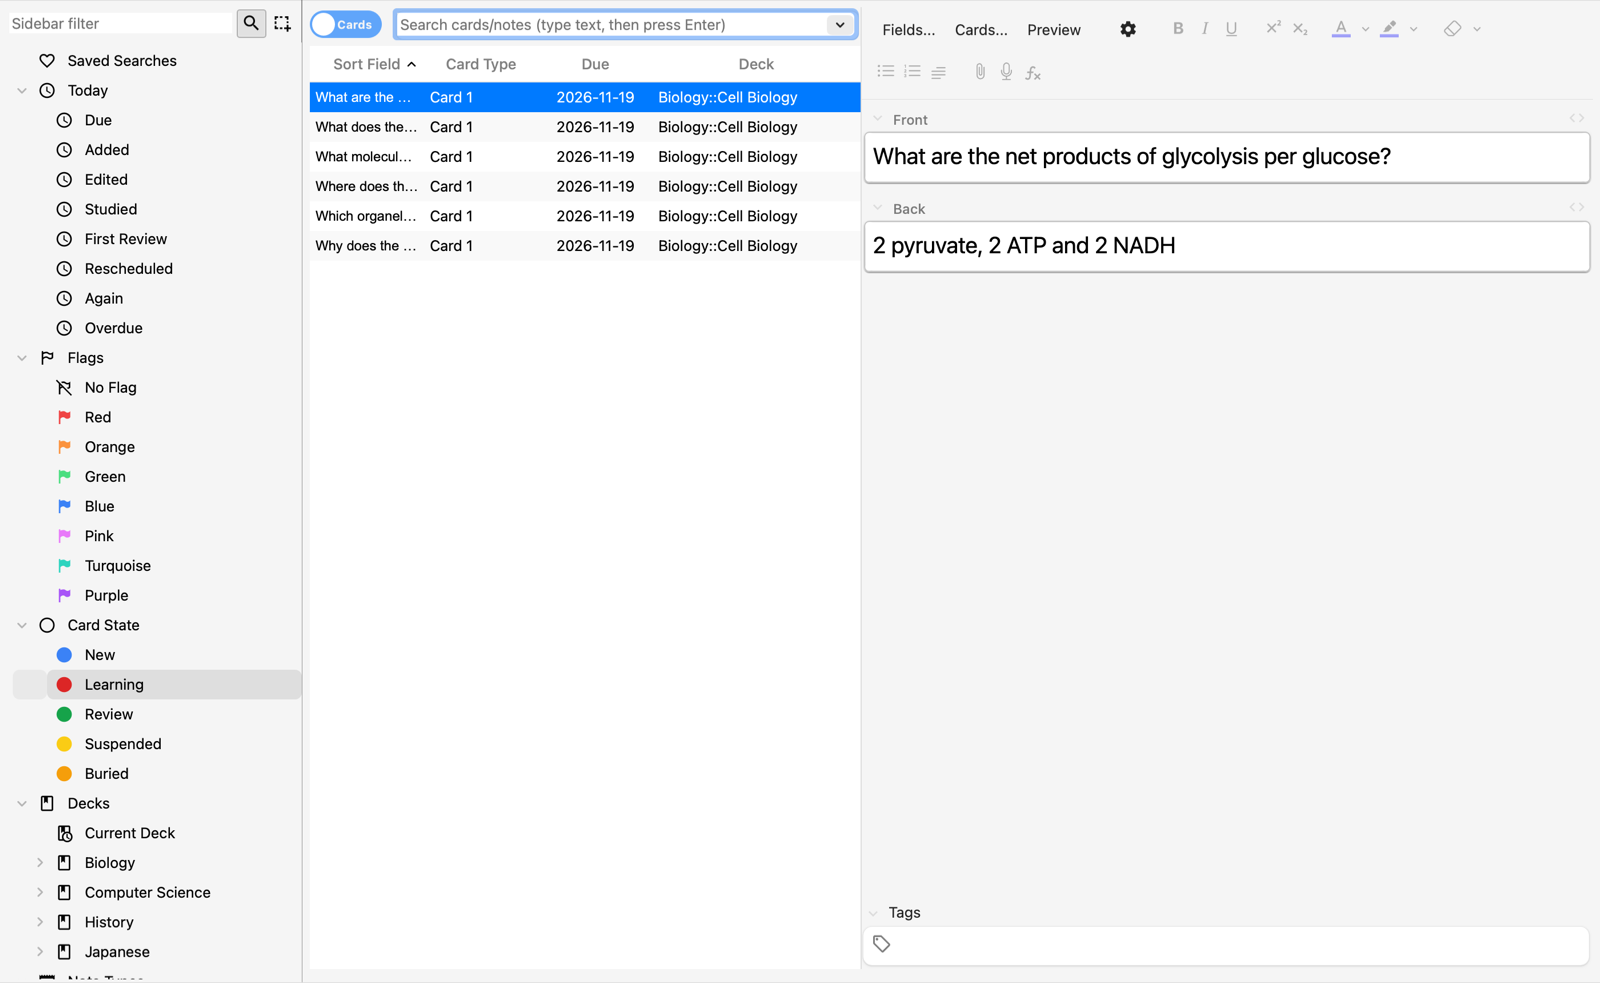 Sidebar filter
Saved Searches
Today
Due
Added
Edited
Studied
First Review
Rescheduled
Again
Overdue
Flags
No Flag
Red
Orange
Green
Blue
Pink
Turquoise
Purple
Card State
New
Learning
Review
Suspended
Buried
Decks
Current Deck
Biology
Computer Science
History
Japanese
Cards
Search cards/notes (type text, then press Enter)
Sort Field Card Type Due Deck
What are the ... Card 1 2026-11-19 Biology::Cell Biology
What does the... Card 1 2026-11-19 Biology::Cell Biology
What molecul... Card 1 2026-11-19 Biology::Cell Biology
Where does th... Card 1 2026-11-19 Biology::Cell Biology
Which organel... Card 1 2026-11-19 Biology::Cell Biology
Why does the ... Card 1 2026-11-19 Biology::Cell Biology
Fields... Cards... Preview B I U x² x₂ A
fx
Front
What are the net products of glycolysis per glucose?
Back
2 pyruvate, 2 ATP and 2 NADH
Tags